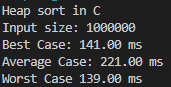 Heap sort in C
Input size: 1000000
Best Case: 141.00 ms
Average Case: 221.00 ms
Worst Case 139.00 ms